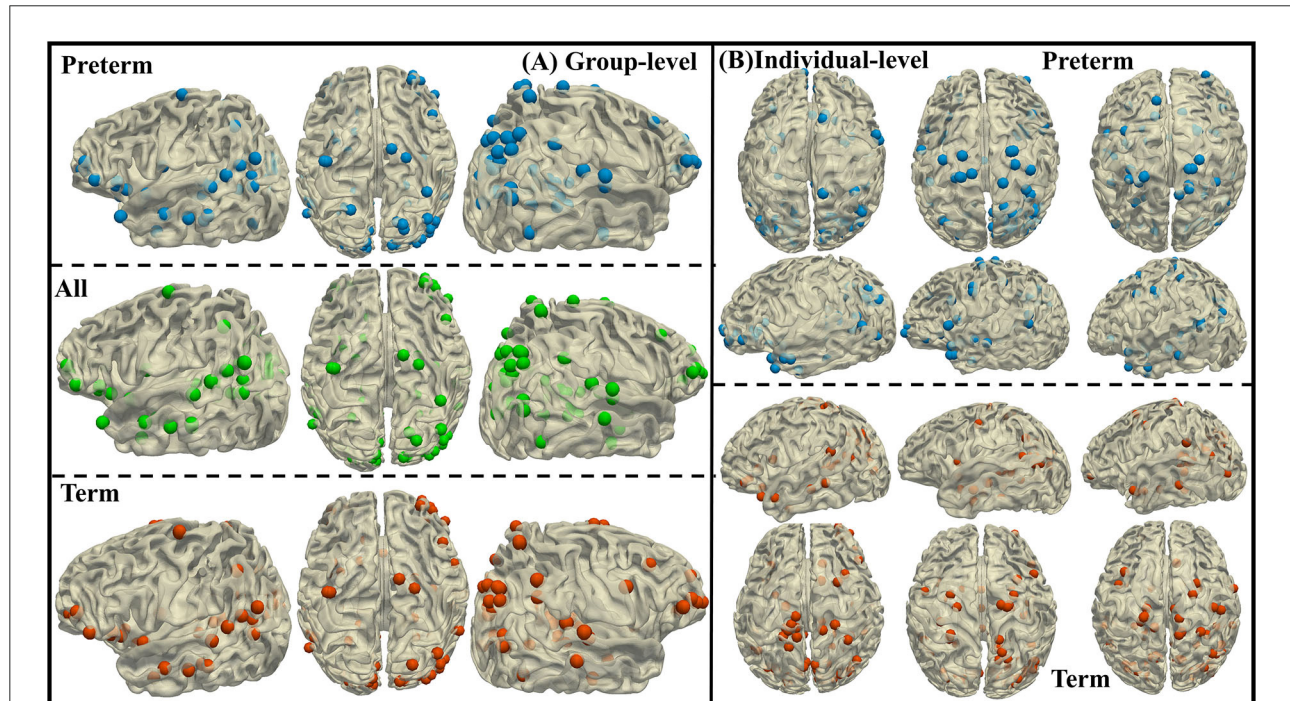 Preterm
(A) Group-level
(B)Individual-level
Preterm
All
Term
Term